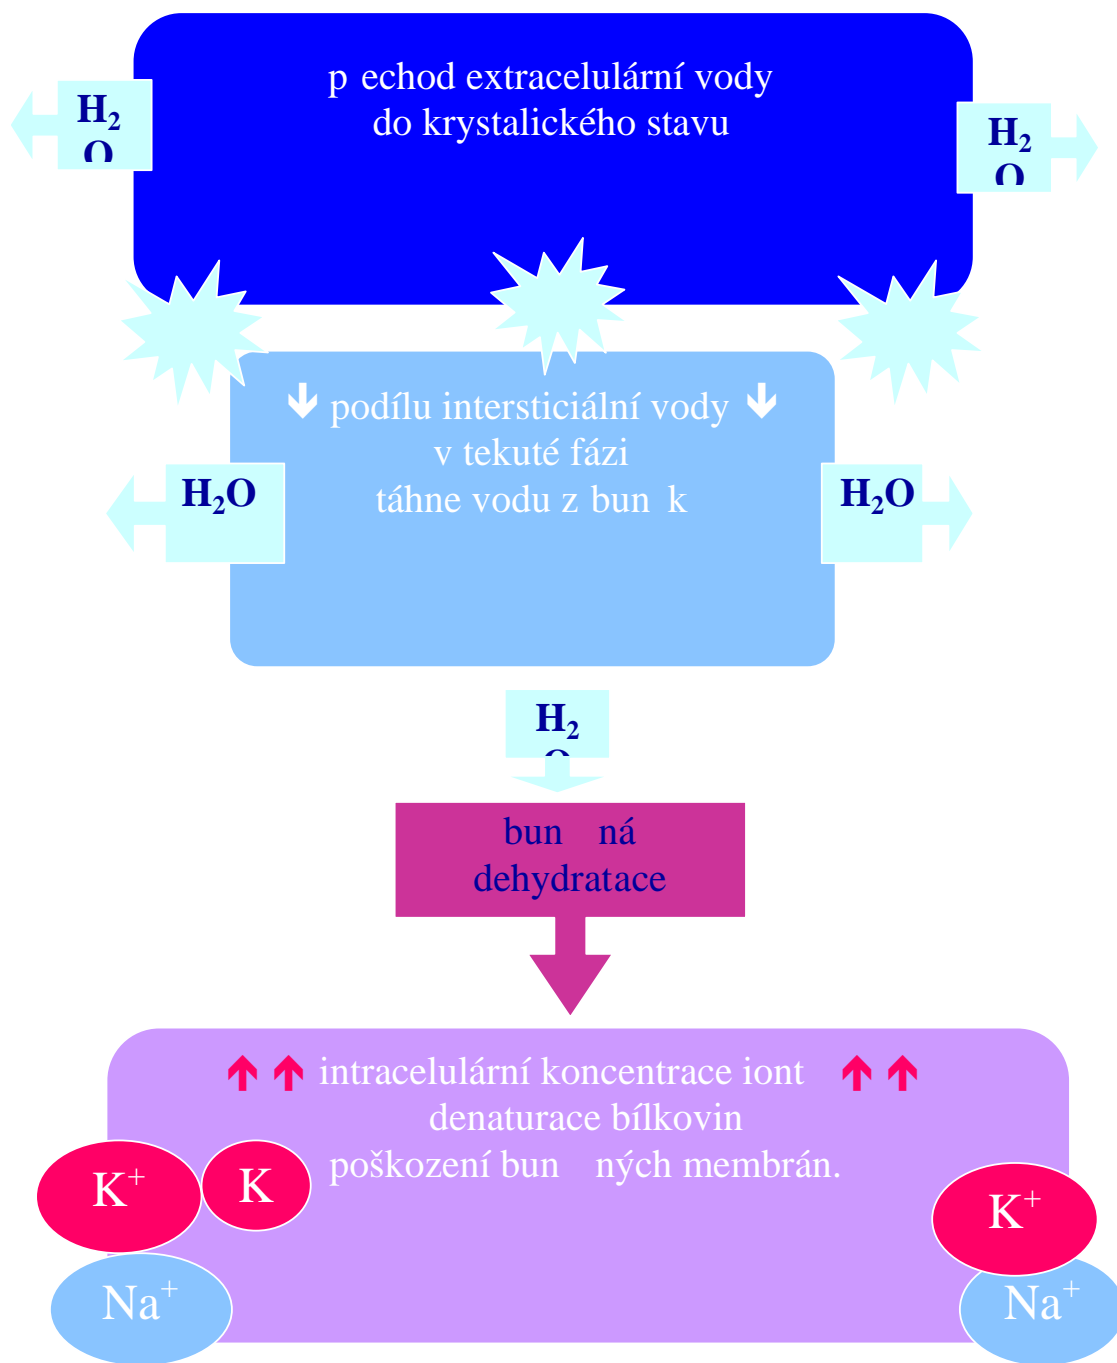 p echod extracelulární vody
do krystalického stavu
H₂
O
H₂
O
podílu intersticiální vody
v tekuté fázi
táhne vodu z bun k
H₂O
H₂O
H₂
O
bun ná
dehydratace
intracelulární koncentrace iont
denaturace bílkovin
poškození bun ných membrán.
K⁺
K
K⁺
Na⁺
Na⁺